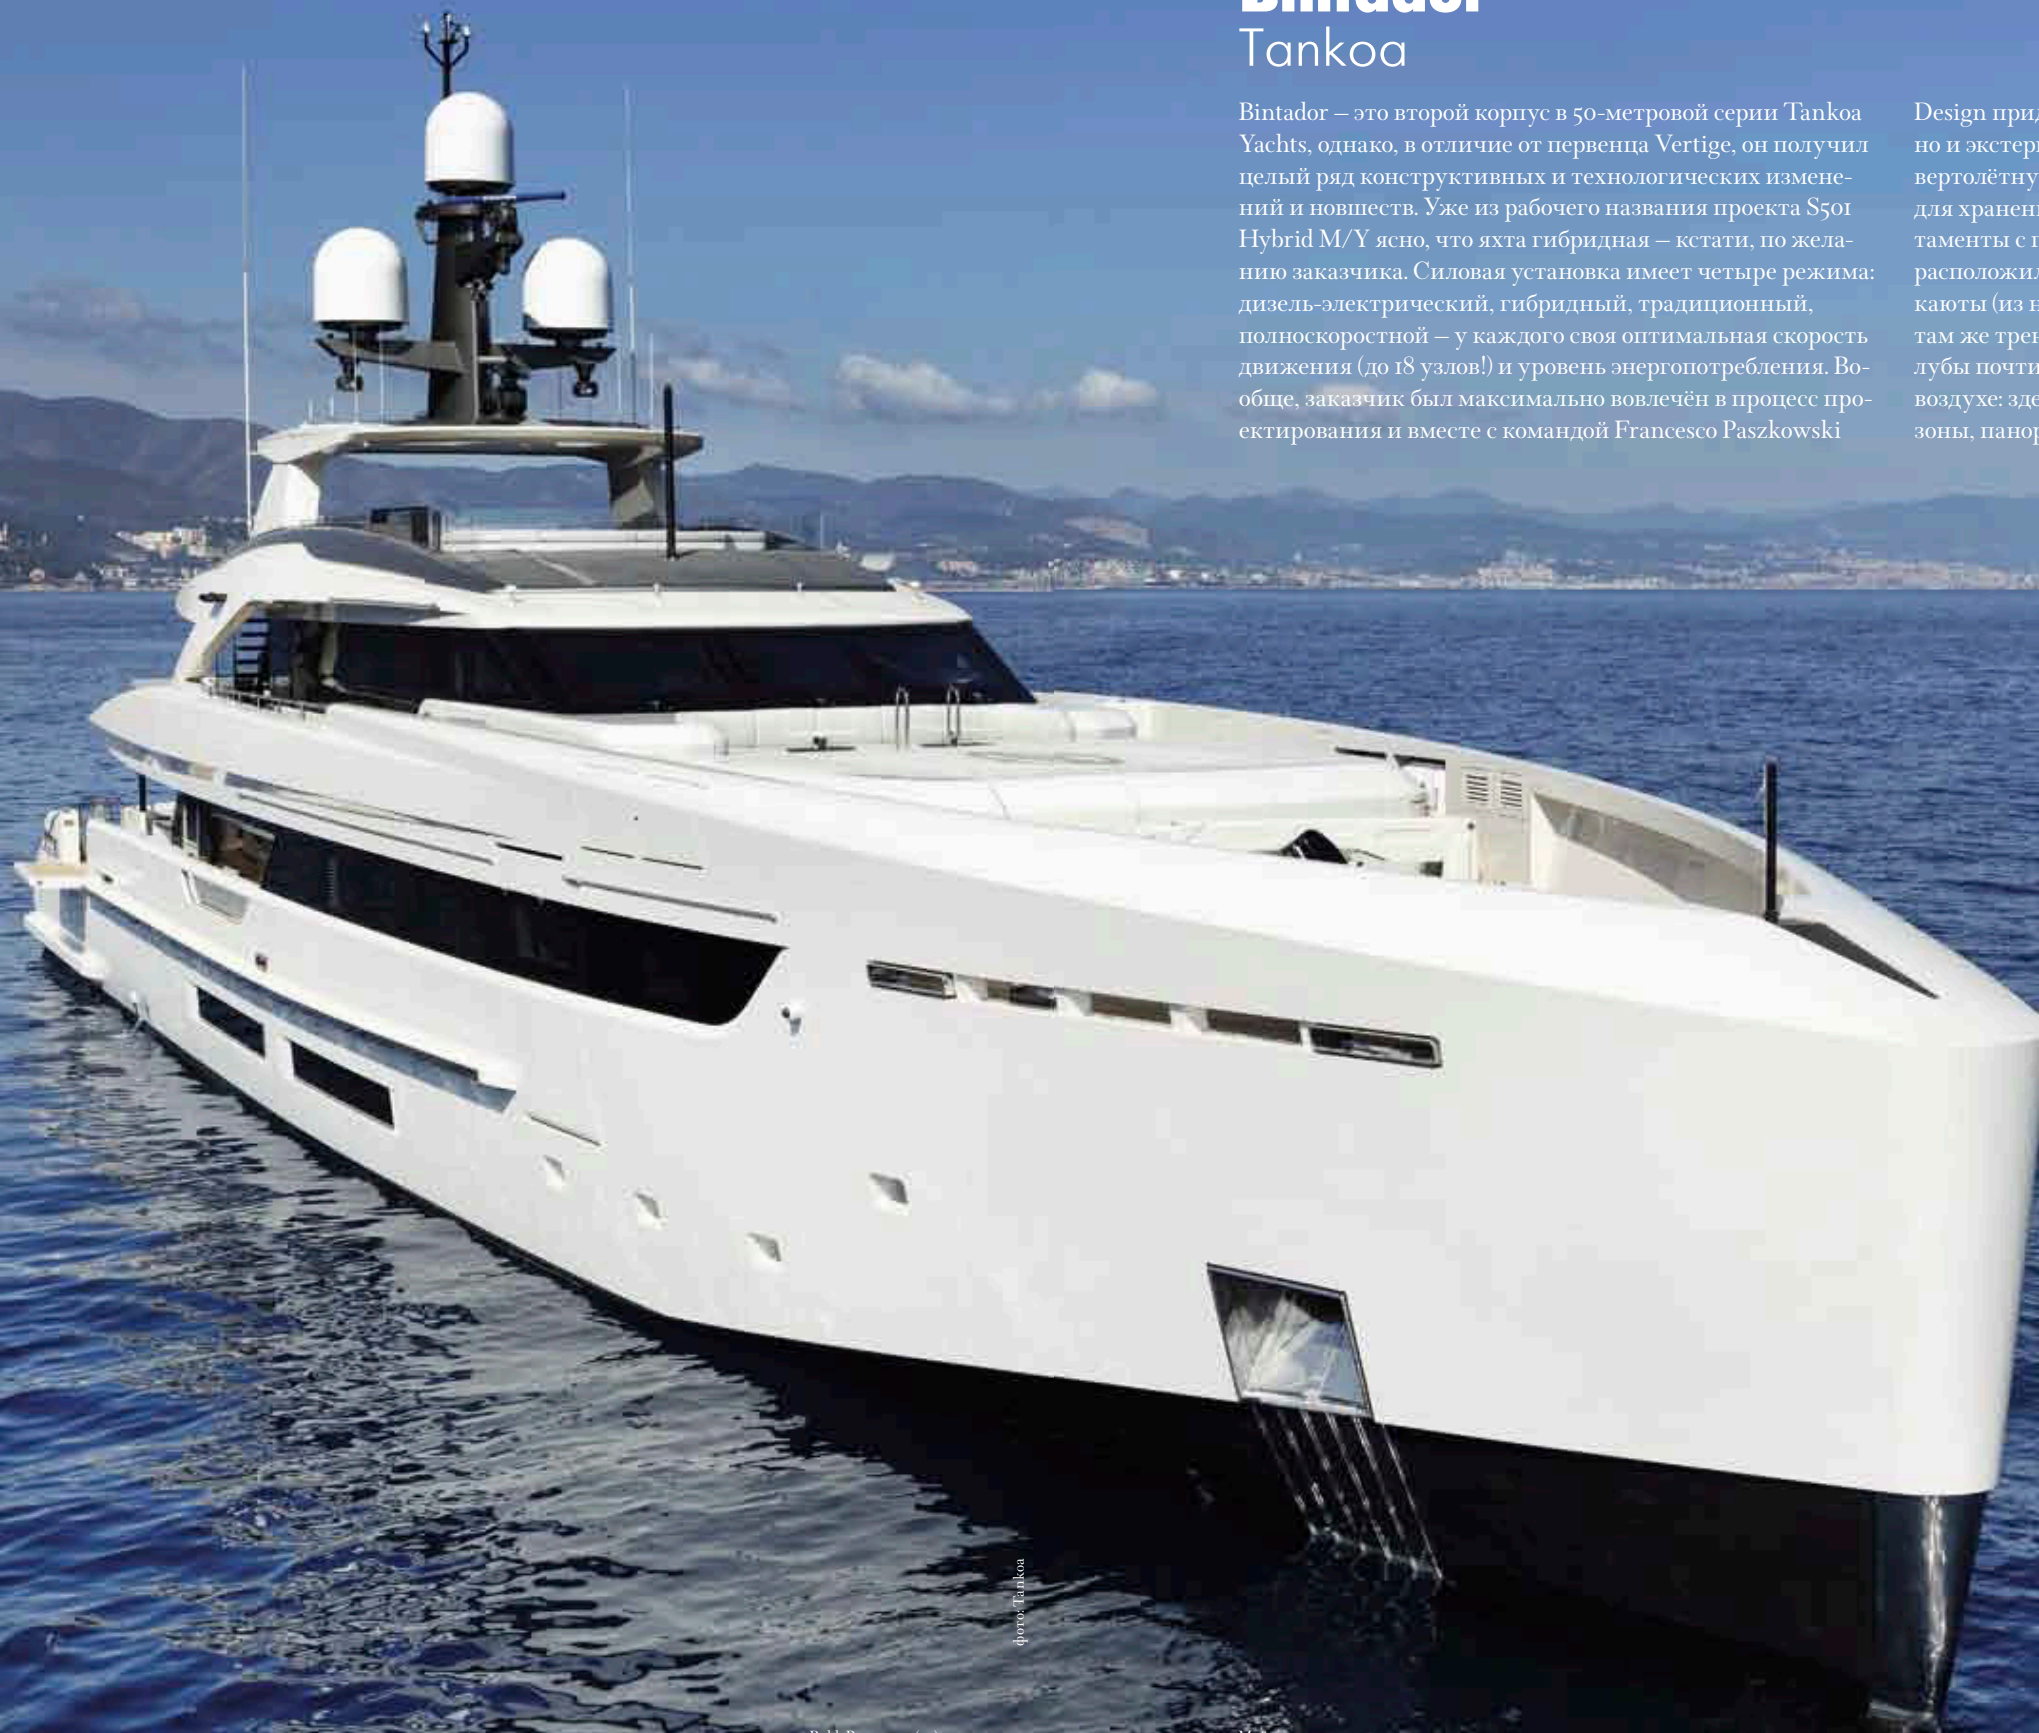 Bintador
Tankoa
Bintador – это второй корпус в 50-метровой серии Tankoa
Yachts, однако, в отличие от первенца Vertige, он получил
целый ряд конструктивных и технологических измене-
ний и новшеств. Уже из рабочего названия проекта S501
Hybrid M/Y ясно, что яхта гибридная – кстати, по жела-
нию заказчика. Силовая установка имеет четыре режима:
дизель-электрический, гибридный, традиционный,
полноскоростной – у каждого своя оптимальная скорость
движения (до 18 узлов!) и уровень энергопотребления. Во-
обще, заказчик был максимально вовлечён в процесс про-
ектирования и вместе с командой Francesco Paszkowski
Design
но и
для
таменты с
каюты (из
там же
лубы почти
воздухе:
зоны,
фото: Tankoa